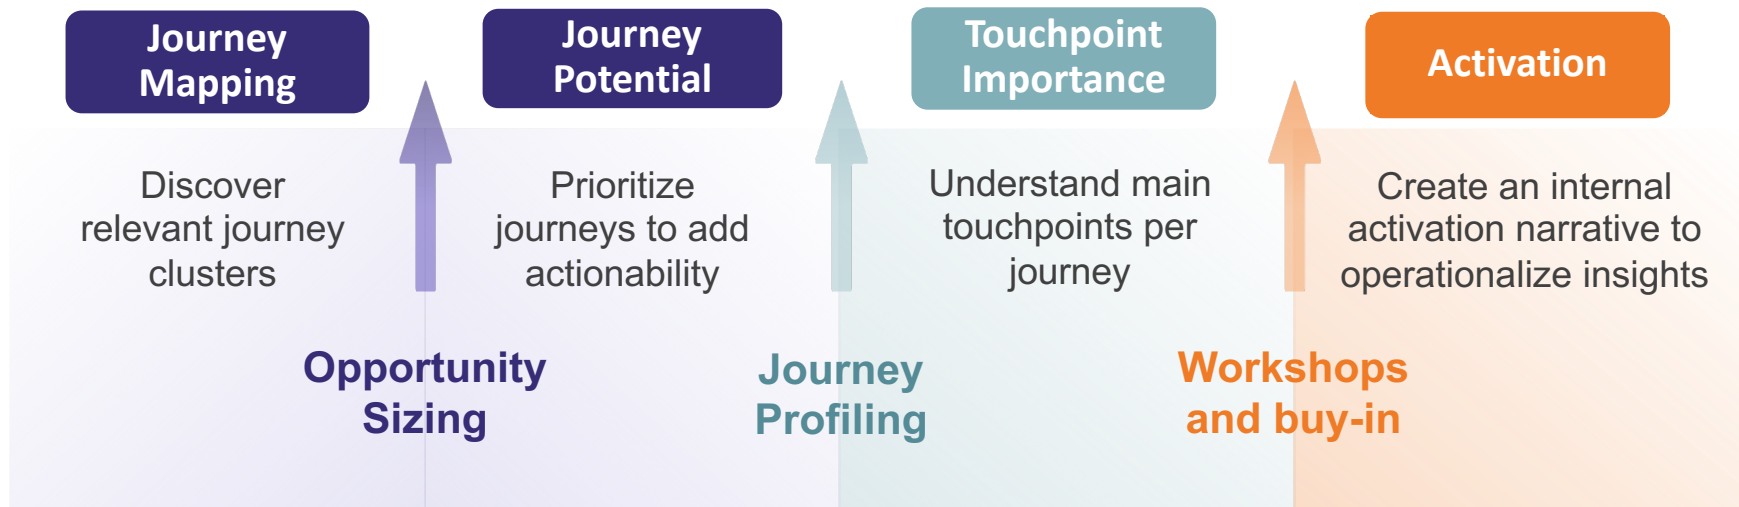 Journey
Mapping
Journey
Potential
Touchpoint
Importance
Activation
Discover
relevant journey
clusters
Prioritize
journeys to add
actionability
Understand main
touchpoints per
journey
Create an internal
activation narrative to
operationalize insights
Opportunity
Sizing
Journey
Profiling
Workshops
and buy-in